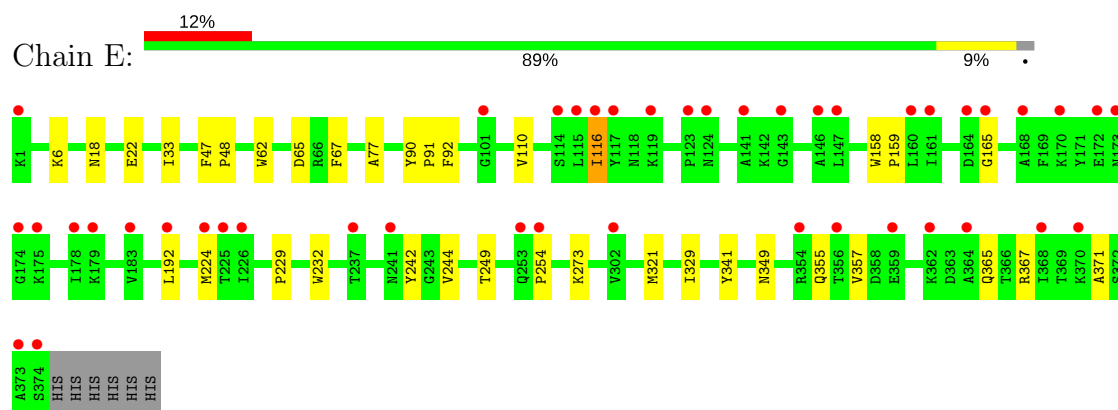 12%
Chain E:
89% 9% •
K1 K6 N18 E22 I33 F47 P48 W62 D65 R66 F67 A77 Y90 P91 F92 G101 V110 S114 L115 I116 Y117 N118 K119 P123 N124 A141 K142 G143 A146 L147 W158 P159 L160 I161 D164 G165 A168 F169 K170 Y171 E172 N173
G174 K175 I178 K179 V183 L192 M224 T225 I226 P229 W232 T237 N241 Y242 G243 V244 T249 Q253 P254 K273 V302 M321 I329 Y341 N349 R354 Q355 T356 V357 D358 E359 K362 D363 A364 Q365 T366 R367 I368 T369 K370 A371 S372
A373 S374 HIS HIS HIS HIS HIS HIS